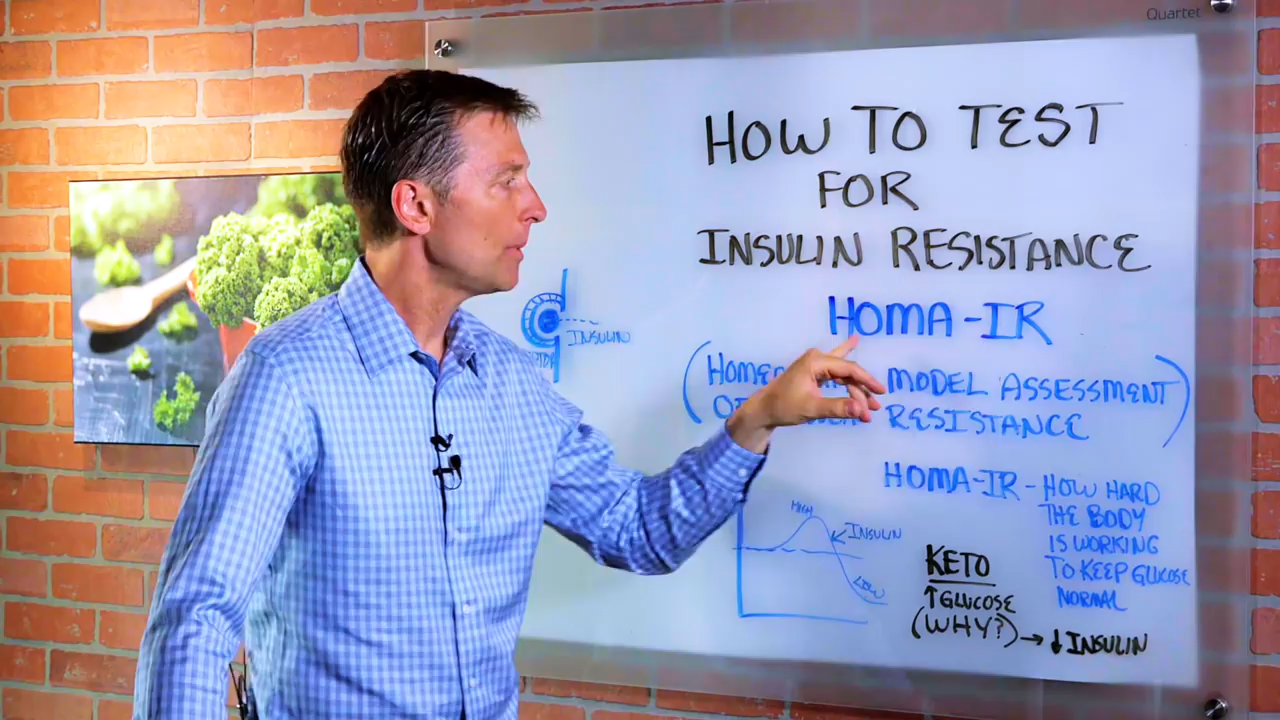 Quartet
HOW TO TEST
FOR
INSULIN RESISTANCE
HOMA-IR
INSULIN
MODEL ASSESSMENT)
RESISTANCE
HOMA-IR - HOW HARD
THE BODY
IS WORKING
TO KEEP GLUCOSE
NORMAL
HIGH
INSULIN
LOW
KETO
↑GLUCOSE
(WHY?)→ ↓INSULIN